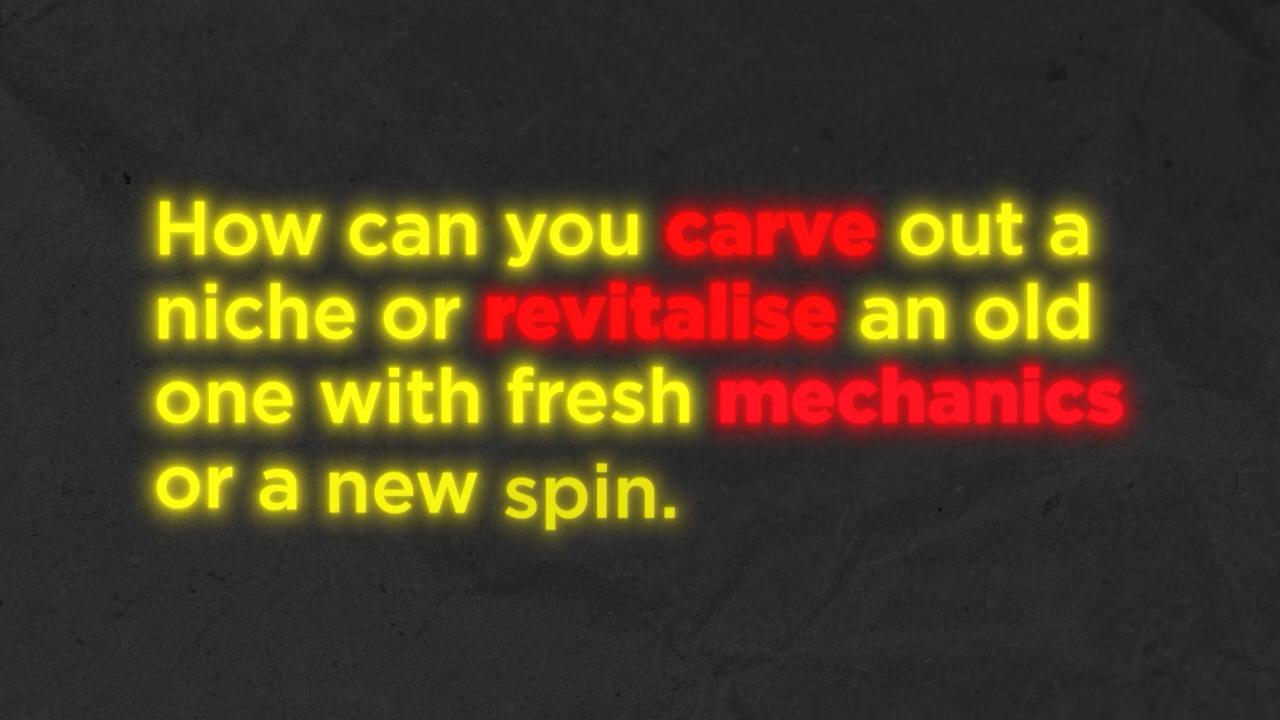 How can you carve out a
niche or revitalise an old
one with fresh mechanics
or a new spin.